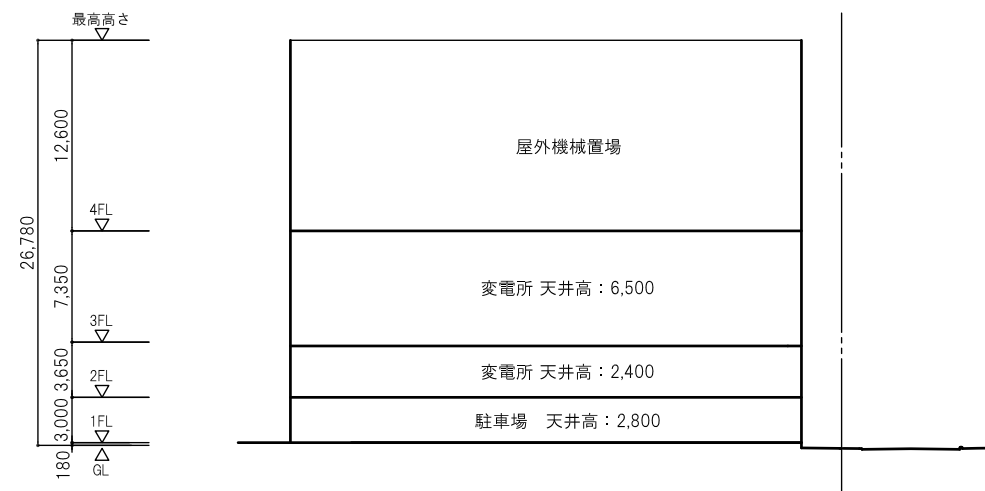 最高高さ
12,600
屋外機械置場
4FL
26,780
7,350
変電所 天井高：6,500
3FL
3,650
変電所 天井高：2,400
2FL
3,000
駐車場　天井高：2,800
1FL
180
GL